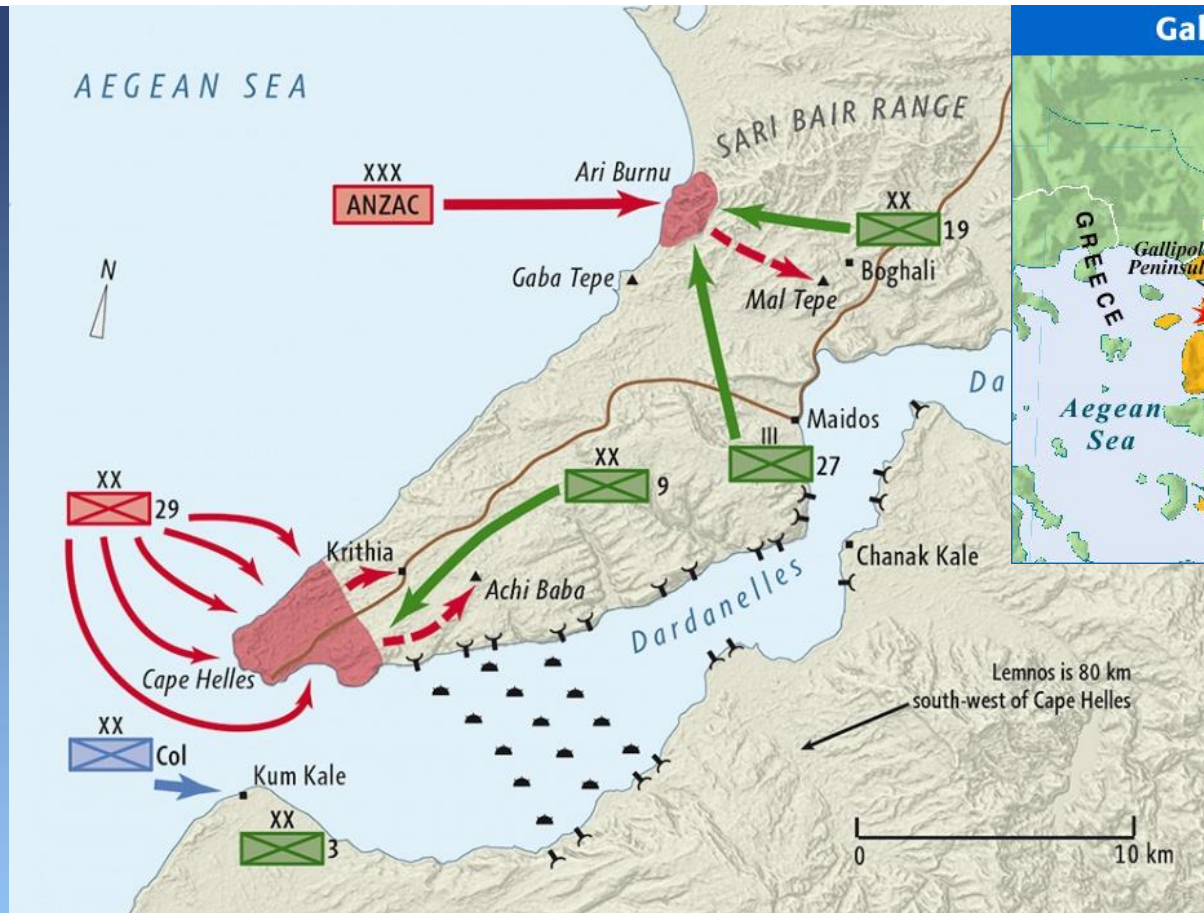 AEGEAN SEA
SARI BAIR RANGE
XXX
ANZAC
Ari Burnu
XX
19
N
Gaba Tepe
Boghali
Mal Tepe
Da
Maidos
III
27
XX
9
XX
29
Krithia
Achi Baba
Chanak Kale
Dardanelles
Cape Helles
Lemnos is 80 km
south-west of Cape Helles
XX
Col
Kum Kale
XX
3
0
10 km
Gal
GREECE
Gallipol
Peninsul
Aegean
Sea